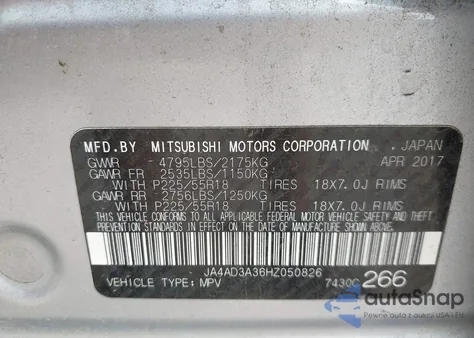 MFD.BY MITSUBISHI MOTORS CORPORATION . JAPAN
GVWR 4795LBS/2175KG APR 2017
GAWR FR 2535LBS/1150KG
WITH P225/55R18 TIRES 18X7.0J RIMS
GAWR RR 2756LBS/1250KG
WITH P225/55R18 TIRES 18X7.0J RIMS
THIS VEHICLE CONFORMS TO ALL APPLICABLE FEDERAL MOTOR VEHICLE SAFETY, BUMPER AND THEFT PREVENTION STANDARDS IN EFFECT ON THE DATE OF MANUFACTURE SHOWN ABOVE.
JA4AD3A36HZ050826
VEHICLE TYPE: MPV 7430C 266
autoSnap